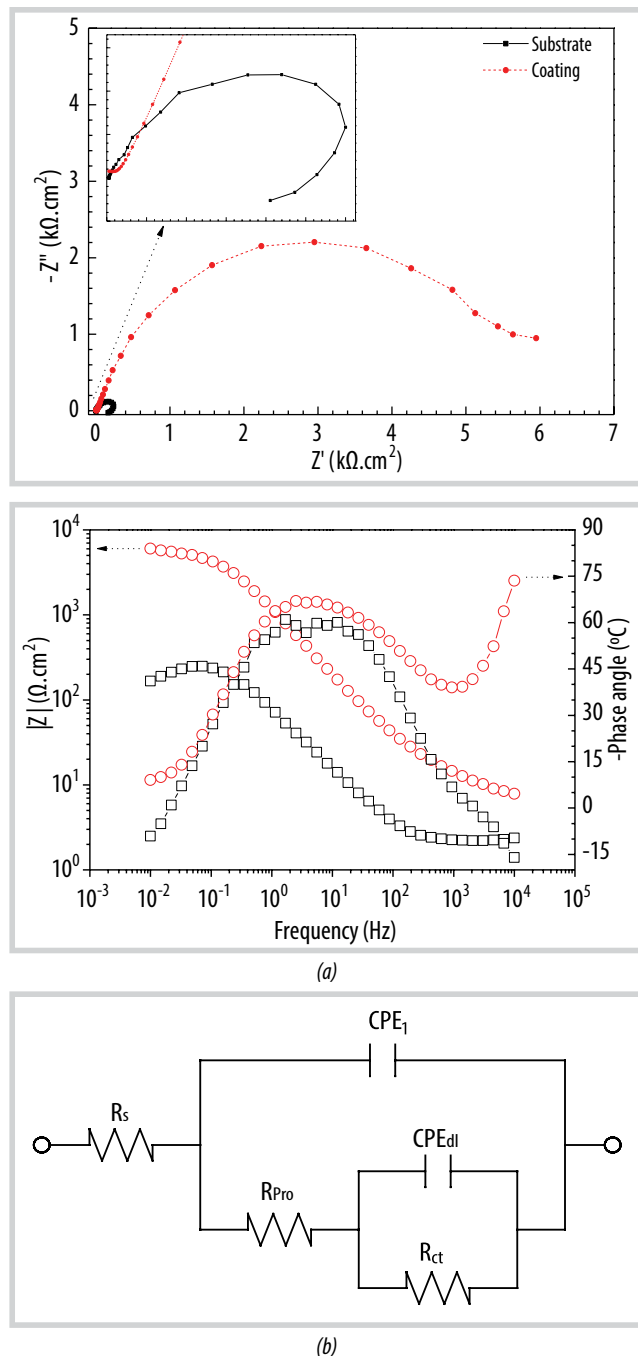 5
4
3
2
1
0
-Z" (kΩ.cm²)
Substrate
Coating
0 1 2 3 4 5 6 7
Z' (kΩ.cm²)
10⁴
10³
10²
10¹
10⁰
|Z| (Ω.cm²)
90
75
60
45
30
15
0
-15
-Phase angle (ºC)
10⁻³ 10⁻² 10⁻¹ 10⁰ 10¹ 10² 10³ 10⁴ 10⁵
Frequency (Hz)
(a)
CPE₁
Rs
CPEdl
RPro
Rct
(b)